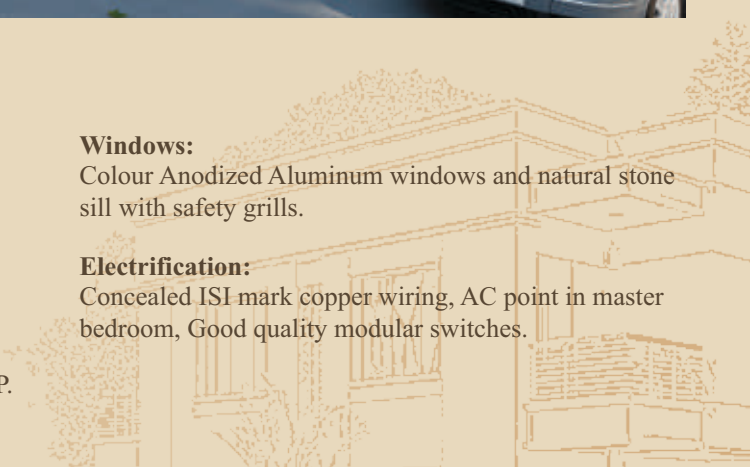 Windows:
Colour Anodized Aluminum windows and natural stone
sill with safety grills.
Electrification:
Concealed ISI mark copper wiring, AC point in master
bedroom, Good quality modular switches.
P.